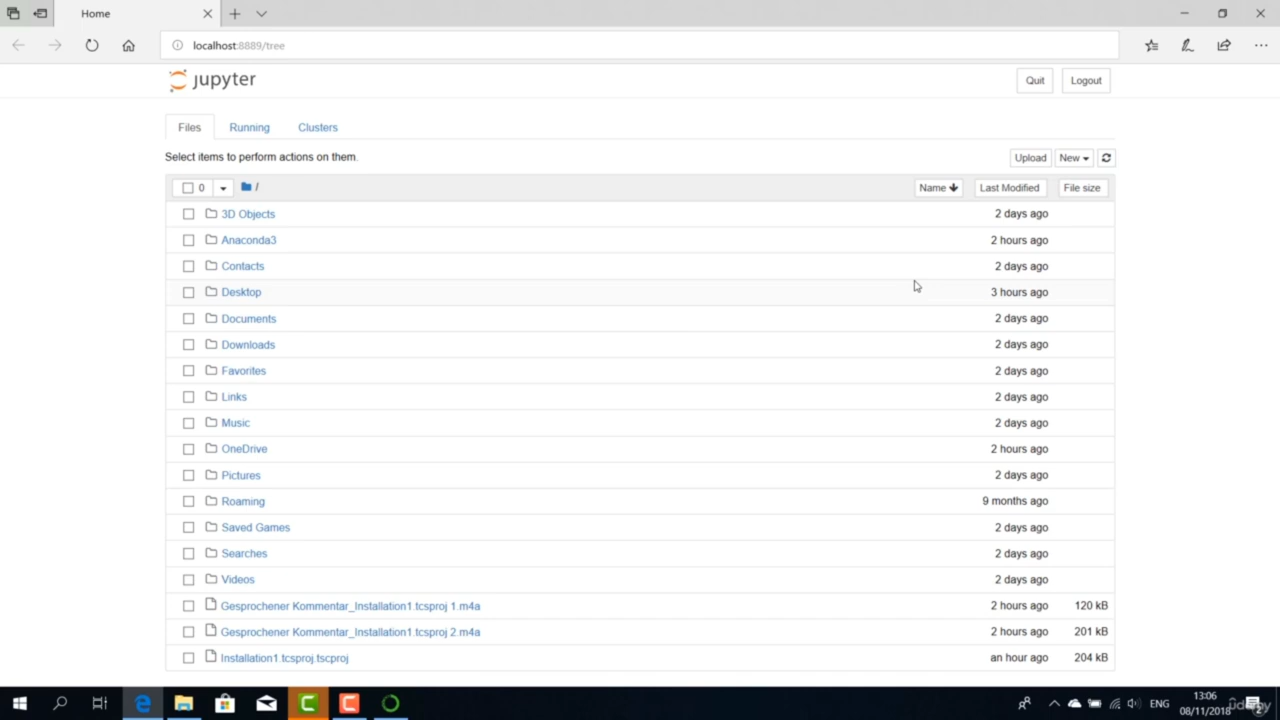 Home
localhost:8889/tree
jupyter
Quit
Logout
Files
Running
Clusters
Select items to perform actions on them.
Upload
New
0
/
Name
Last Modified
File size
3D Objects
2 days ago
Anaconda3
2 hours ago
Contacts
2 days ago
Desktop
3 hours ago
Documents
2 days ago
Downloads
2 days ago
Favorites
2 days ago
Links
2 days ago
Music
2 days ago
OneDrive
2 hours ago
Pictures
2 days ago
Roaming
9 months ago
Saved Games
2 days ago
Searches
2 days ago
Videos
2 days ago
Gesprochener Kommentar_Installation1.tcsproj 1.m4a
2 hours ago
120 kB
Gesprochener Kommentar_Installation1.tcsproj 2.m4a
2 hours ago
201 kB
Installation1.tcsproj.tscproj
an hour ago
204 kB
ENG
13:06
08/11/2018
udemy
2